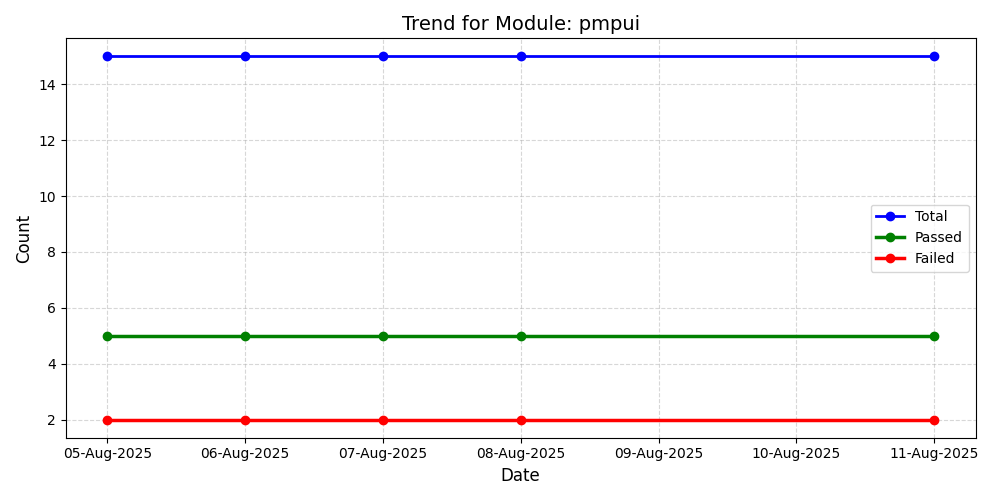 Trend for Module: pmpui
Count
14
12
10
8
6
4
2
Total
Passed
Failed
05-Aug-2025 06-Aug-2025 07-Aug-2025 08-Aug-2025 09-Aug-2025 10-Aug-2025 11-Aug-2025
Date